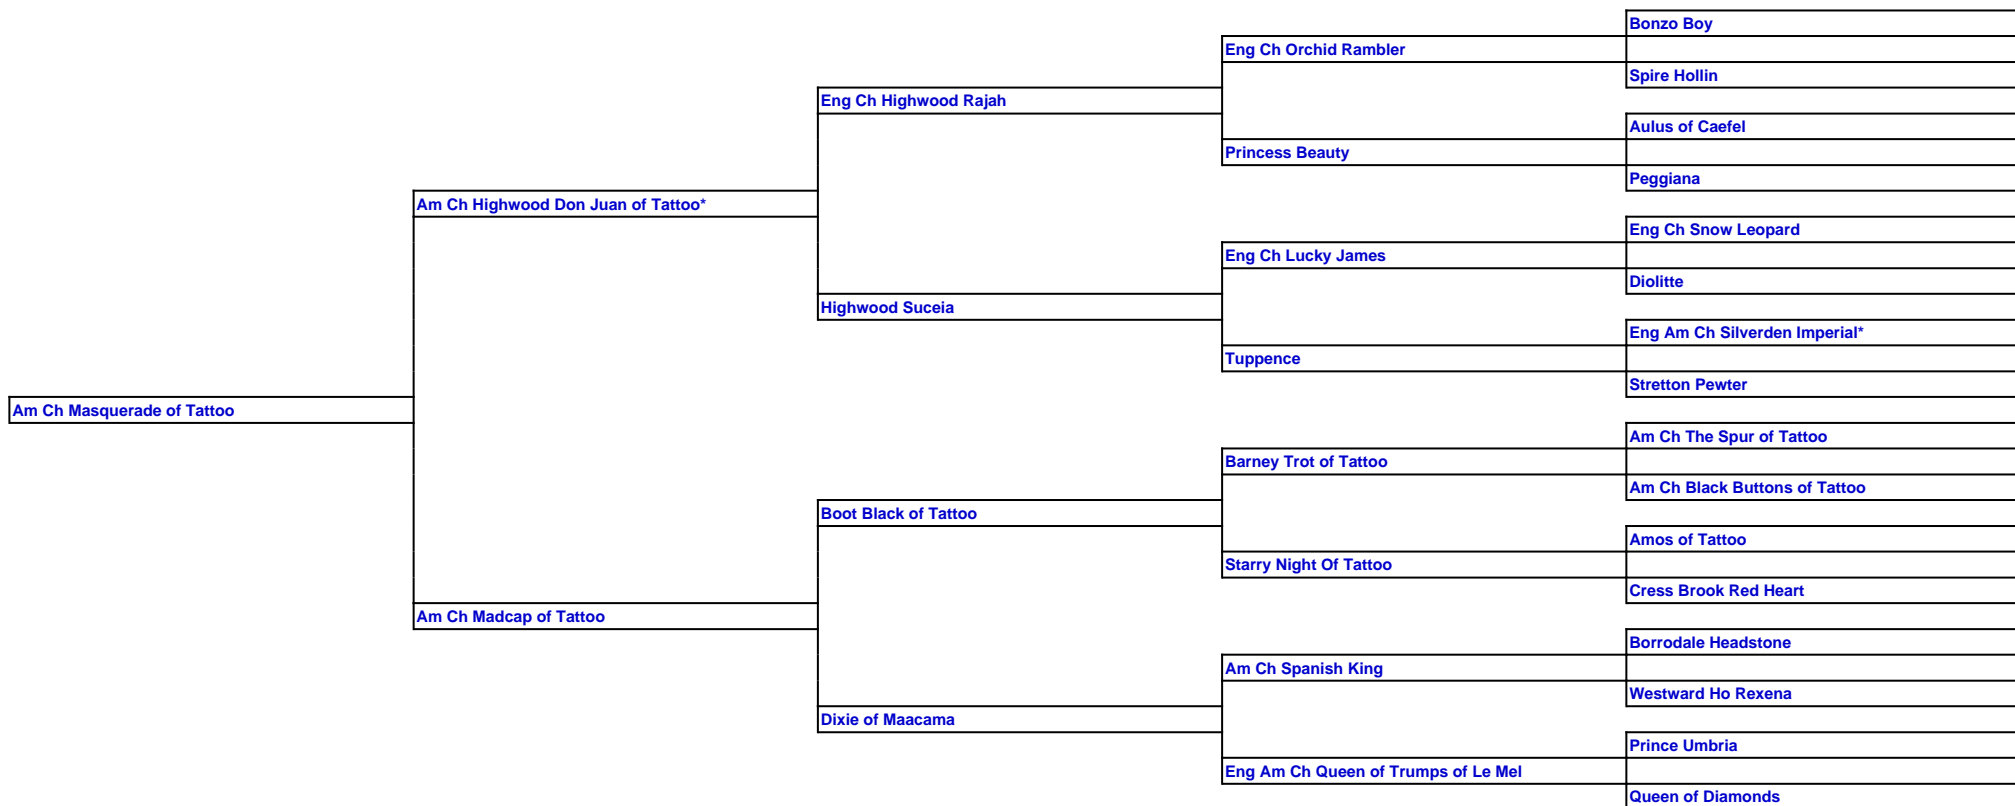 Bonzo Boy
Eng Ch Orchid Rambler
Spire Hollin
Eng Ch Highwood Rajah
Aulus of Caefel
Princess Beauty
Peggiana
Am Ch Highwood Don Juan of Tattoo*
Eng Ch Snow Leopard
Eng Ch Lucky James
Diolitte
Highwood Suceia
Eng Am Ch Silverden Imperial*
Tuppence
Stretton Pewter
Am Ch Masquerade of Tattoo
Am Ch The Spur of Tattoo
Barney Trot of Tattoo
Am Ch Black Buttons of Tattoo
Boot Black of Tattoo
Amos of Tattoo
Starry Night Of Tattoo
Cress Brook Red Heart
Am Ch Madcap of Tattoo
Borrodale Headstone
Am Ch Spanish King
Westward Ho Rexena
Dixie of Maacama
Prince Umbria
Eng Am Ch Queen of Trumps of Le Mel
Queen of Diamonds